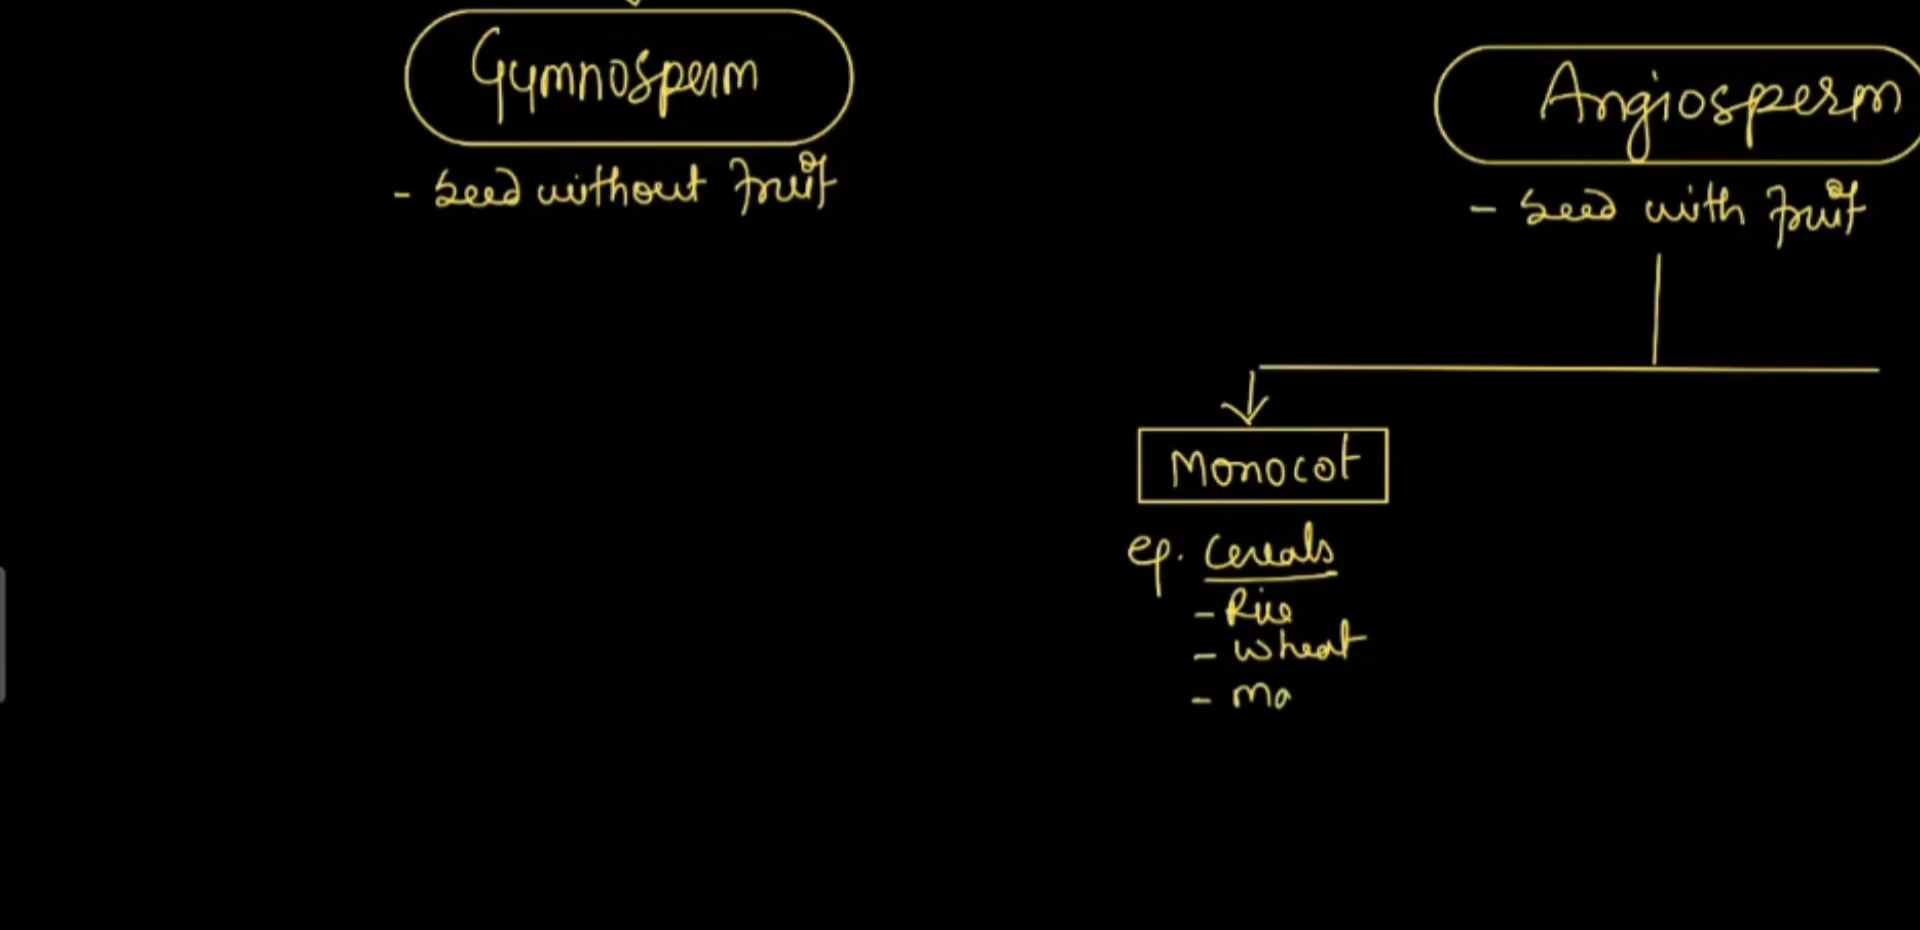 Gymnosperm
- seed without fruit
Angiosperm
- seed with fruit
Monocot
eg. Cereals
- Rice
- wheat
- Ma